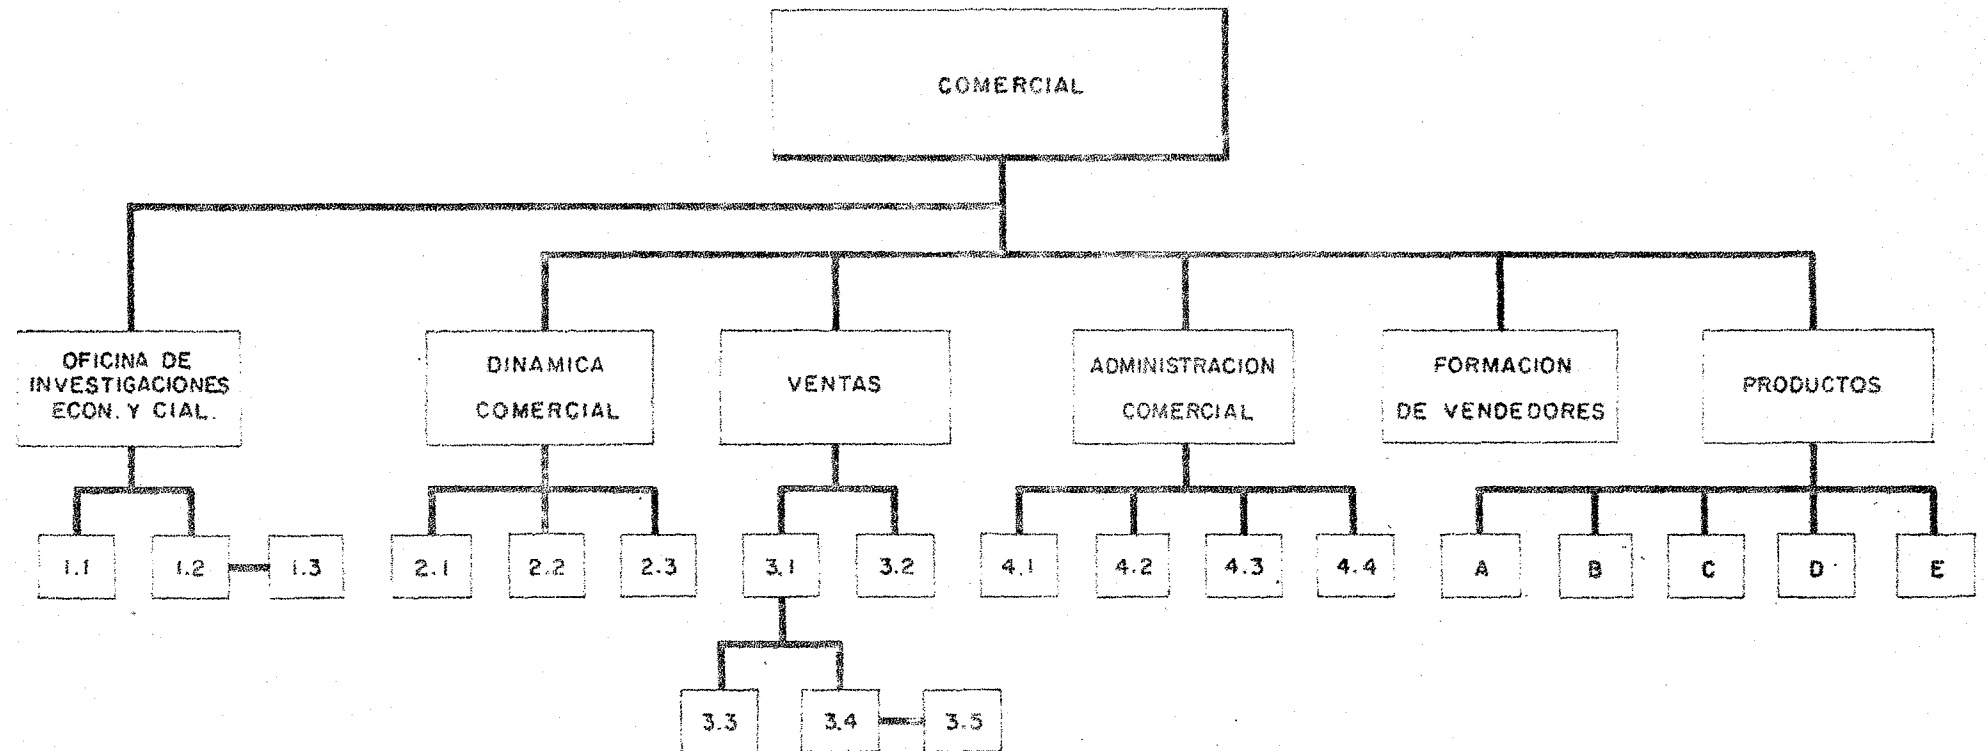 COMERCIAL
OFICINA DE
INVESTIGACIONES
ECON. Y CIAL.
DINAMICA
COMERCIAL
VENTAS
ADMINISTRACION
COMERCIAL
FORMACION
DE VENDEDORES
PRODUCTOS
1.1
1.2
1.3
2.1
2.2
2.3
3.1
3.2
4.1
4.2
4.3
4.4
A
B
C
D
E
3.3
3.4
3.5